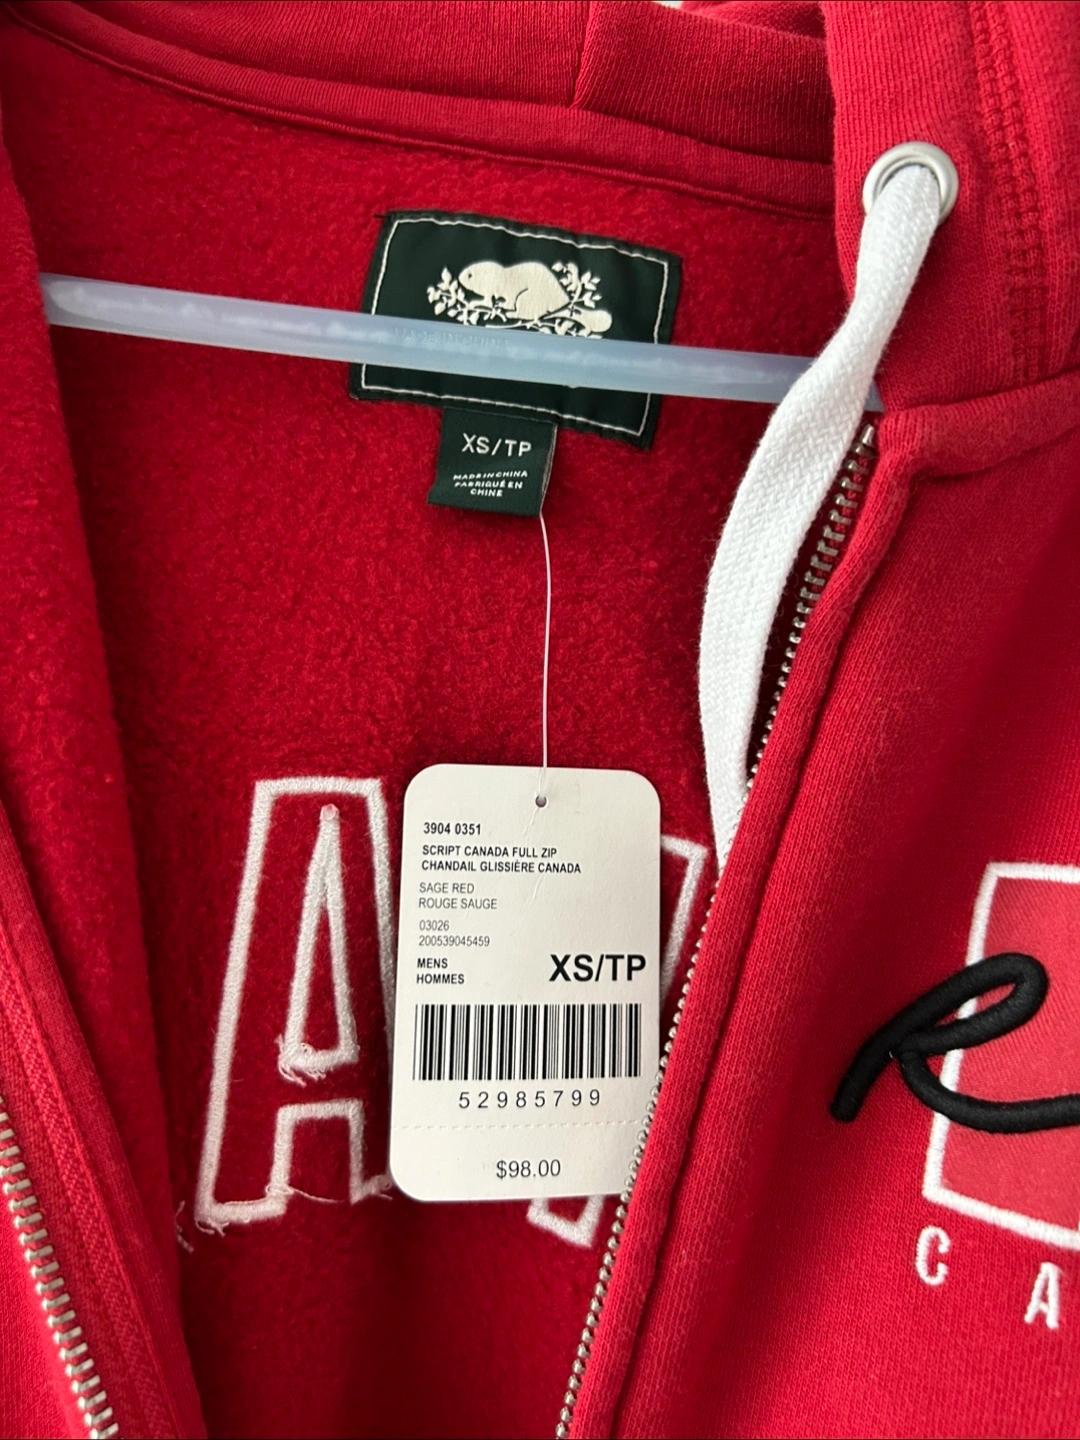 XS/TP
MADE IN CHINA
FABRIQUÉ EN
CHINE
3904 0351
SCRIPT CANADA FULL ZIP
CHANDAIL GLISSIÈRE CANADA
SAGE RED
ROUGE SAUGE
03026
200539045459
MENS
HOMMES
XS/TP
52985799
$98.00
A
R
C A